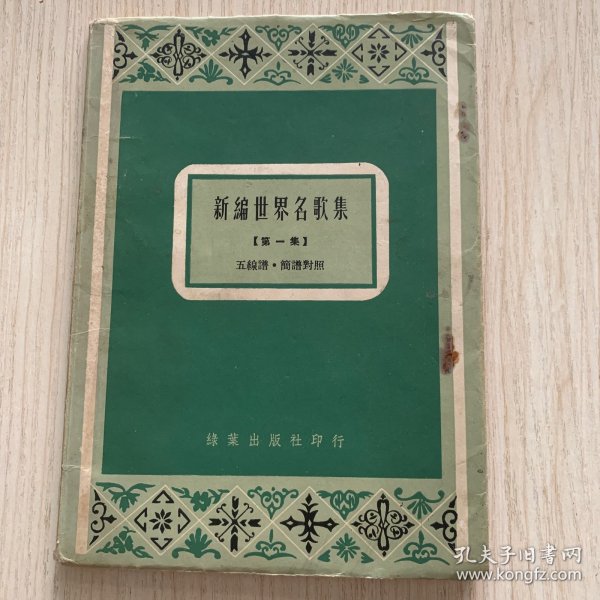 新編世界名歌集
【第一集】
五線譜·簡譜對照
綠葉出版社印行
孔夫子旧书网
www.kongfz.com